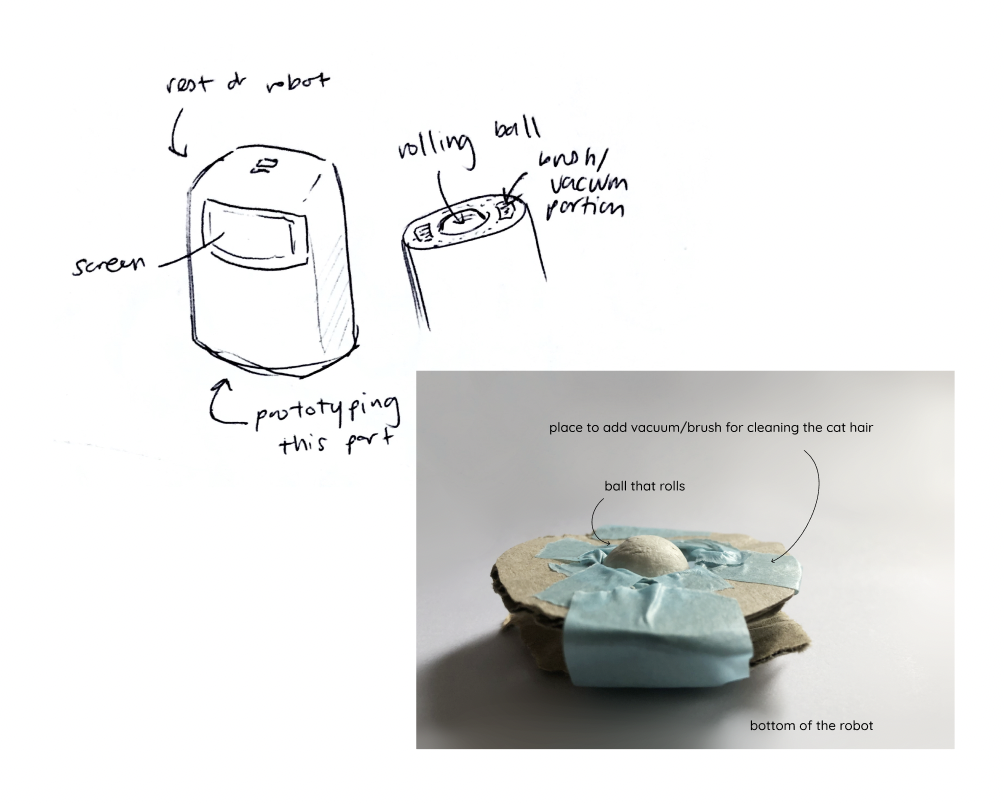 rest of robot
rolling ball
brush/
vacuum
portion
screen
prototyping
this part
place to add vacuum/brush for cleaning the cat hair
ball that rolls
bottom of the robot